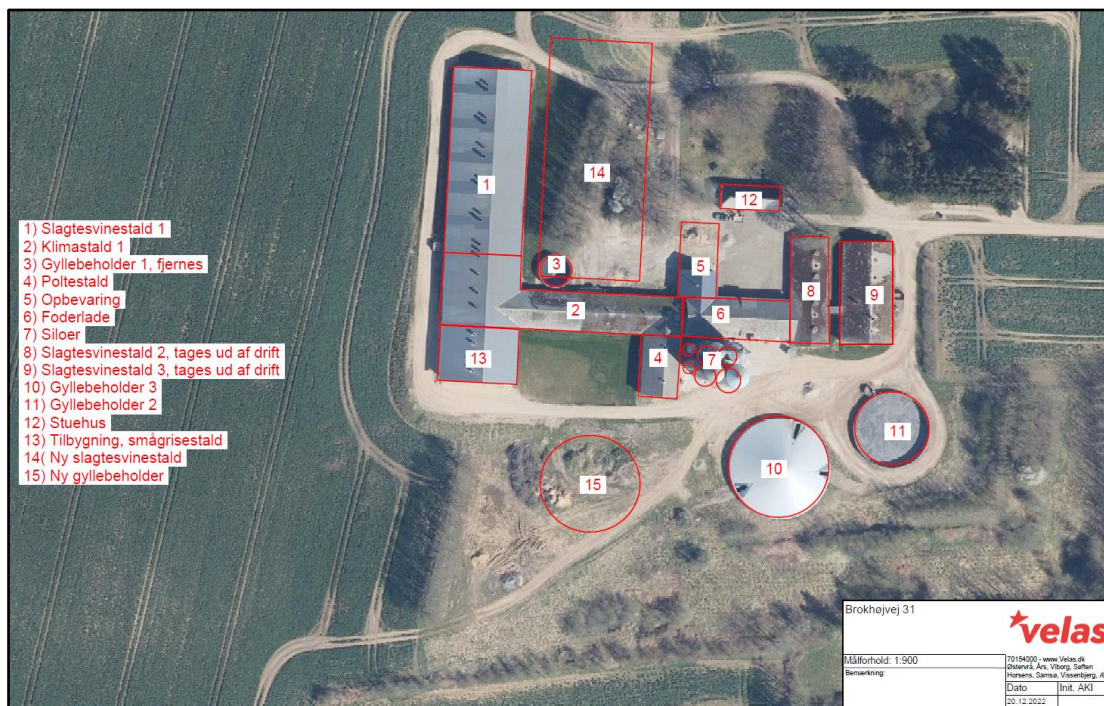 1) Slagtesvinestald 1
2) Klimastald 1
3) Gyllebeholder 1, fjernes
4) Poltestald
5) Opbevaring
6) Foderlade
7) Siloer
8) Slagtesvinestald 2, tages ud af drift
9) Slagtesvinestald 3, tages ud af drift
10) Gyllebeholder 3
11) Gyllebeholder 2
12) Stuehus
13) Tilbygning, smågrisestald
14( Ny slagtesvinestald
15) Ny gyllebeholder
1
14
12
3
5
2
6
8
9
13
4
7
15
10
11
Brokhøjvej 31
velas
Målforhold: 1:900
Bemærkning:
70154000 - www.Velas.dk
Østervrå, Års, Viborg, Søften
Horsens, Samsø, Vissenbjerg,
Dato
Init. AKI
20.12.2022